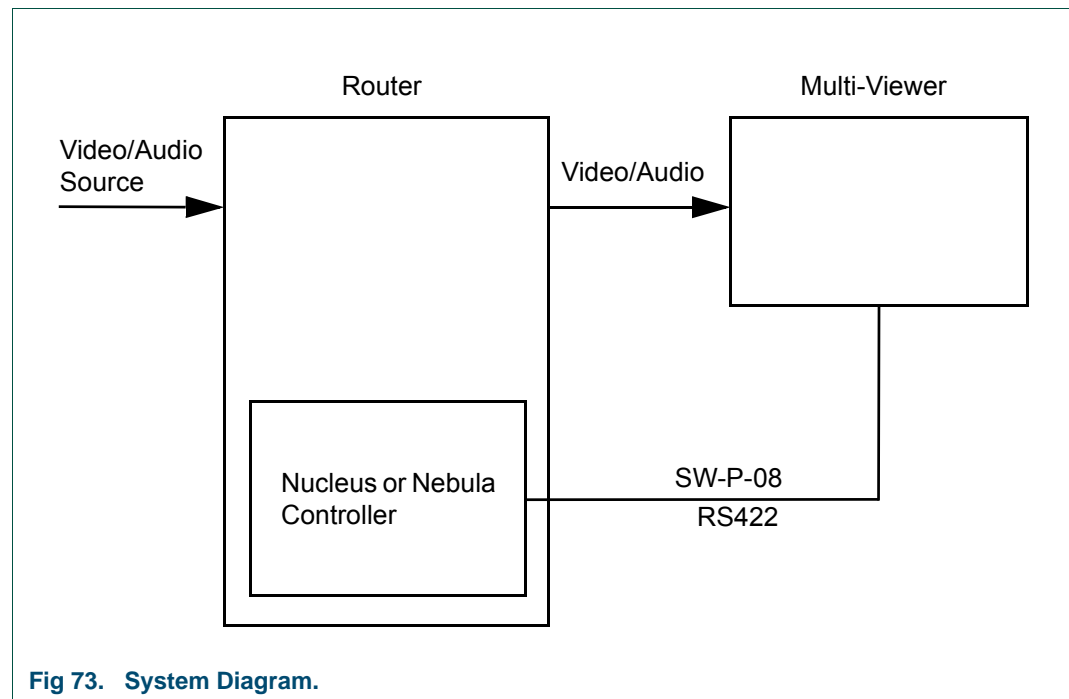 Router
Multi-Viewer
Video/Audio
Source
Video/Audio
Nucleus or Nebula
Controller
SW-P-08
RS422
Fig 73. System Diagram.